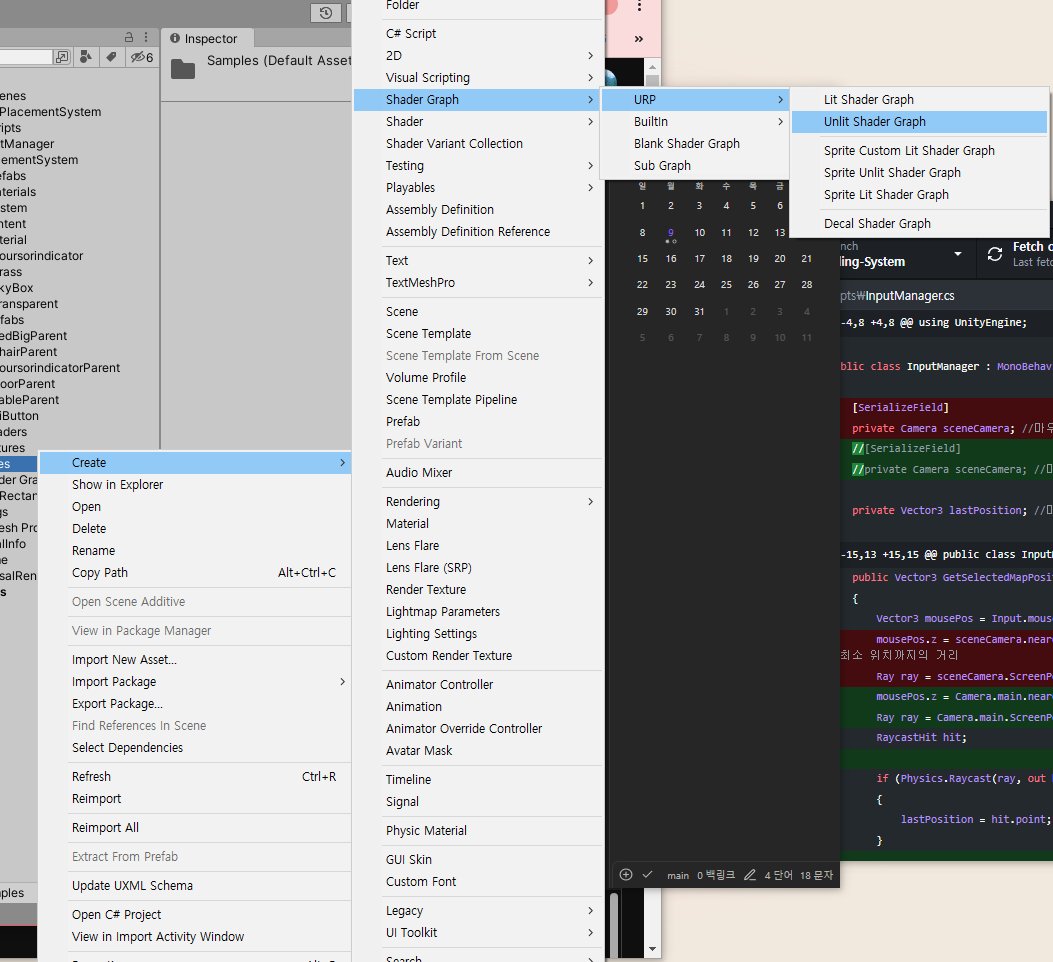 Inspector
Samples (Default Asset
6
enes
PlacementSystem
ripts
tManager
ementSystem
efabs
aterials
stem
ntent
terial
oursorindicator
rass
kyBox
ransparent
fabs
edBigParent
hairParent
oursorindicatorParent
oorParent
ableParent
iButton
aders
tures
es
der Gra
Rectan
gs
esh Pro
alInfo
ne
rsalRen
s
ples
Create
Show in Explorer
Open
Delete
Rename
Copy Path Alt+Ctrl+C
Open Scene Additive
View in Package Manager
Import New Asset...
Import Package
Export Package...
Find References In Scene
Select Dependencies
Refresh Ctrl+R
Reimport
Reimport All
Extract From Prefab
Update UXML Schema
Open C# Project
View in Import Activity Window
Folder
C# Script
2D
Visual Scripting
Shader Graph
Shader
Shader Variant Collection
Testing
Playables
Assembly Definition
Assembly Definition Reference
Text
TextMeshPro
Scene
Scene Template
Scene Template From Scene
Volume Profile
Scene Template Pipeline
Prefab
Prefab Variant
Audio Mixer
Rendering
Material
Lens Flare
Lens Flare (SRP)
Render Texture
Lightmap Parameters
Lighting Settings
Custom Render Texture
Animator Controller
Animation
Animator Override Controller
Avatar Mask
Timeline
Signal
Physic Material
GUI Skin
Custom Font
Legacy
UI Toolkit
Search
URP
BuiltIn
Blank Shader Graph
Sub Graph
Lit Shader Graph
Unlit Shader Graph
Sprite Custom Lit Shader Graph
Sprite Unlit Shader Graph
Sprite Lit Shader Graph
Decal Shader Graph
일 월 화 수 목 금
1 2 3 4 5 6
8 9 10 11 12 13
15 16 17 18 19 20 21
22 23 24 25 26 27 28
29 30 31 1 2 3 4
5 6 7 8 9 10 11
main 0 백링크 4 단어 18 문자
nch
ling-System
Fetch o
Last fetc
pts₩InputManager.cs
-4,8 +4,8 @@ using UnityEngine;
blic class InputManager : MonoBehav
[SerializeField]
private Camera sceneCamera; //마우
//[SerializeField]
//private Camera sceneCamera; //
private Vector3 lastPosition; //
-15,13 +15,15 @@ public class Input
public Vector3 GetSelectedMapPosi
{
Vector3 mousePos = Input.mous
mousePos.z = sceneCamera.near
최소 위치까지의 거리
Ray ray = sceneCamera.ScreenPo
mousePos.z = Camera.main.near
Ray ray = Camera.main.ScreenPo
RaycastHit hit;
if (Physics.Raycast(ray, out
{
lastPosition = hit.point;
}